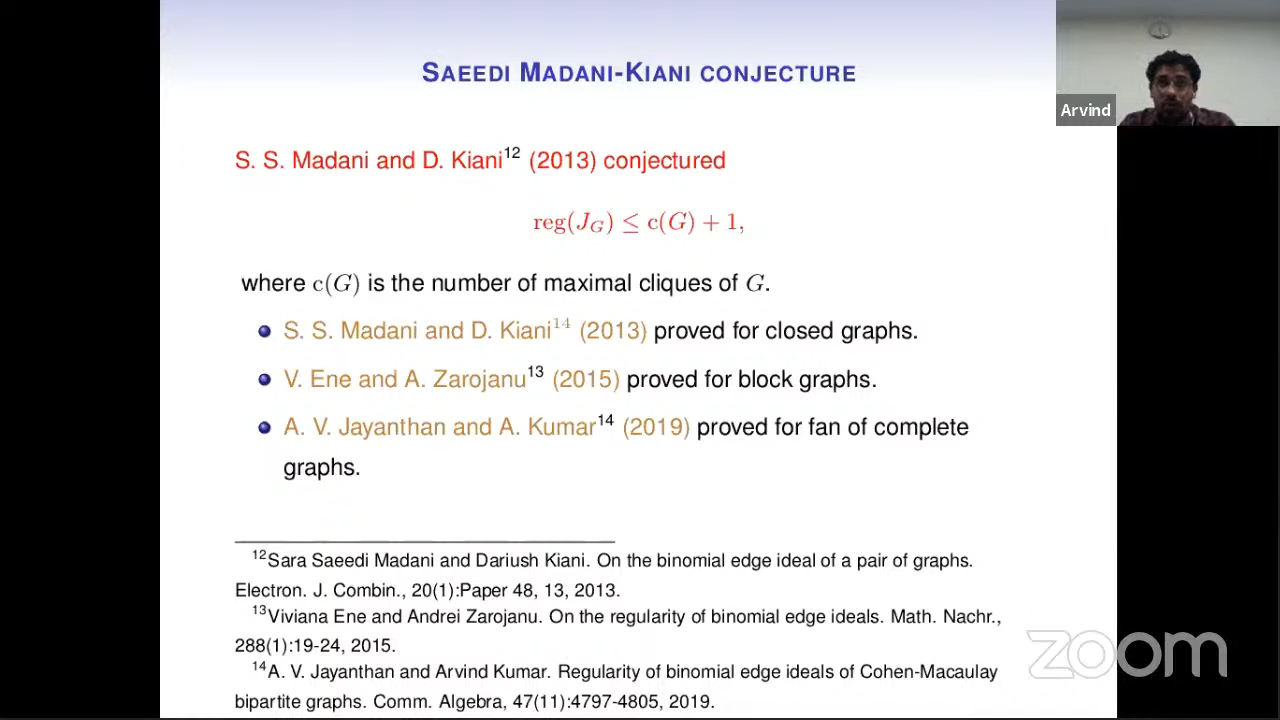 SAEEDI MADANI-KIANI CONJECTURE
Arvind
S. S. Madani and D. Kiani¹² (2013) conjectured
reg(J_G) ≤ c(G) + 1,
where c(G) is the number of maximal cliques of G.
S. S. Madani and D. Kiani¹⁴ (2013) proved for closed graphs.
V. Ene and A. Zarojanu¹³ (2015) proved for block graphs.
A. V. Jayanthan and A. Kumar¹⁴ (2019) proved for fan of complete
graphs.
¹²Sara Saeedi Madani and Dariush Kiani. On the binomial edge ideal of a pair of graphs.
Electron. J. Combin., 20(1):Paper 48, 13, 2013.
¹³Viviana Ene and Andrei Zarojanu. On the regularity of binomial edge ideals. Math. Nachr.,
288(1):19-24, 2015.
¹⁴A. V. Jayanthan and Arvind Kumar. Regularity of binomial edge ideals of Cohen-Macaulay
bipartite graphs. Comm. Algebra, 47(11):4797-4805, 2019.
zoom